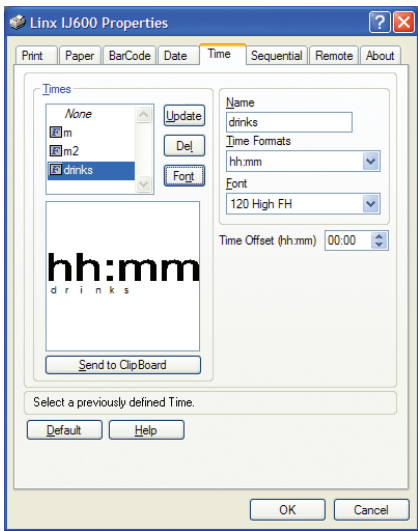 Linx IJ600 Properties
Print Paper BarCode Date Time Sequential Remote About
Times
None
m
m2
drinks
Update
Del
Font
hh:mm
drinks
Send to ClipBoard
Name
drinks
Time Formats
hh:mm
Font
120 High FH
Time Offset (hh:mm) 00:00
Select a previously defined Time.
Default Help
OK Cancel